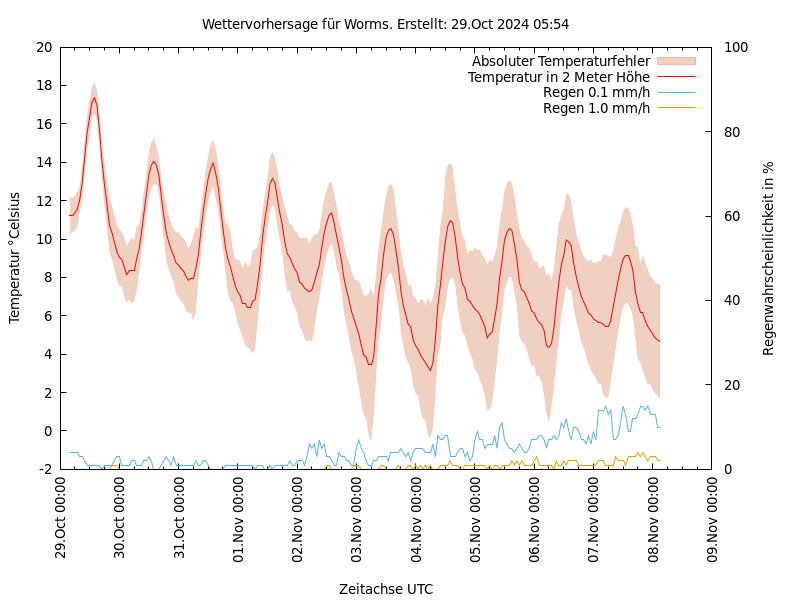 Wettervorhersage für Worms. Erstellt: 29.Oct 2024 05:54
Absoluter Temperaturfehler
Temperatur in 2 Meter Höhe
Regen 0.1 mm/h
Regen 1.0 mm/h
Temperatur °Celsius
20
18
16
14
12
10
8
6
4
2
0
-2
100
80
60
40
20
0
Regenwahrscheinlichkeit in %
29.Oct 00:00
30.Oct 00:00
31.Oct 00:00
01.Nov 00:00
02.Nov 00:00
03.Nov 00:00
04.Nov 00:00
05.Nov 00:00
06.Nov 00:00
07.Nov 00:00
08.Nov 00:00
09.Nov 00:00
Zeitachse UTC